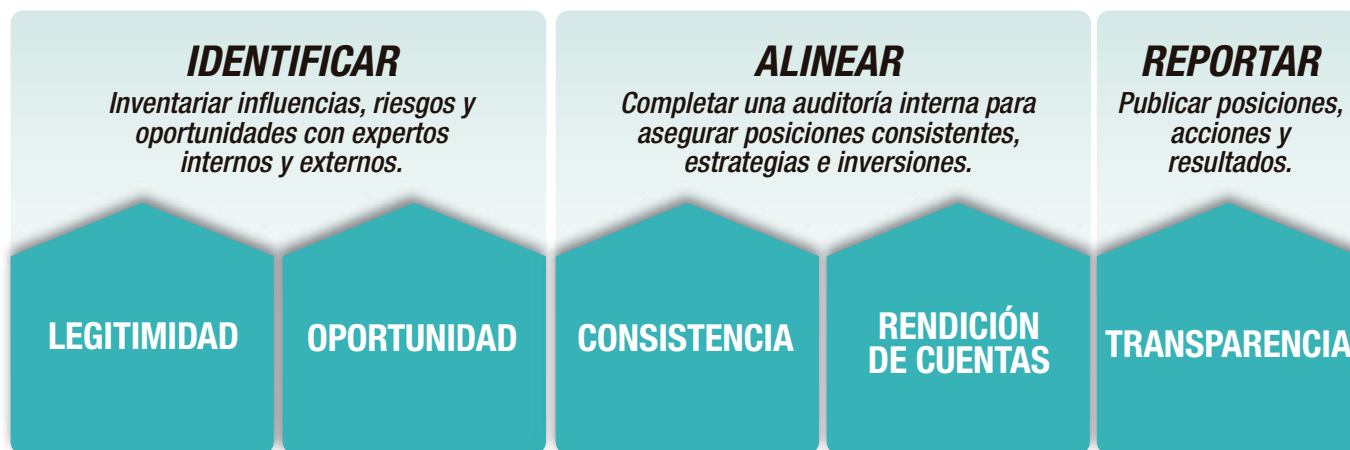 IDENTIFICAR
Inventariar influencias, riesgos y
oportunidades con expertos
internos y externos.
ALINEAR
Completar una auditoría interna para
asegurar posiciones consistentes,
estrategias e inversiones.
REPORTAR
Publicar posiciones,
acciones y
resultados.
LEGITIMIDAD
OPORTUNIDAD
CONSISTENCIA
RENDICIÓN
DE CUENTAS
TRANSPARENCIA